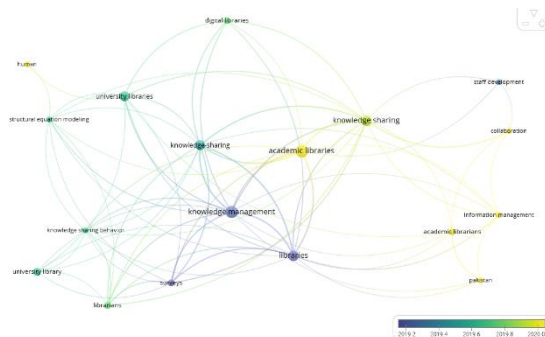 digital libraries
human
staff development
university libraries
structural equation modeling
knowledge sharing
collaboration
knowledge-sharing
academic libraries
knowledge management
information management
knowledge sharing behavior
academic librarians
libraries
university library
surveys
pakistan
librarians
2019.2 2019.4 2019.6 2019.8 2020.0